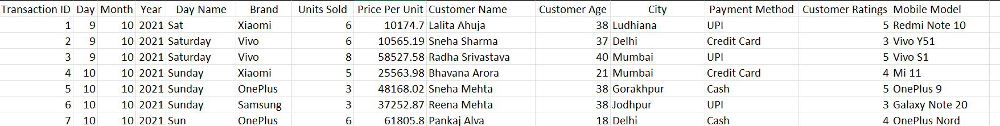 Transaction ID Day Month Year Day Name Brand Units Sold Price Per Unit Customer Name Customer Age City Payment Method Customer Ratings Mobile Model
1 9 10 2021 Sat Xiaomi 6 10174.7 Lalita Ahuja 38 Ludhiana UPI 5 Redmi Note 10
2 9 10 2021 Saturday Vivo 6 10565.19 Sneha Sharma 37 Delhi Credit Card 3 Vivo Y51
3 9 10 2021 Saturday Vivo 8 58527.58 Radha Srivastava 40 Mumbai UPI 5 Vivo S1
4 10 10 2021 Sunday Xiaomi 5 25563.98 Bhavana Arora 21 Mumbai Credit Card 4 Mi 11
5 10 10 2021 Sunday OnePlus 3 48168.02 Sneha Mehta 38 Gorakhpur Cash 5 OnePlus 9
6 10 10 2021 Sunday Samsung 3 37252.87 Reena Mehta 38 Jodhpur UPI 3 Galaxy Note 20
7 10 10 2021 Sun OnePlus 6 61805.8 Pankaj Alva 18 Delhi Cash 4 OnePlus Nord